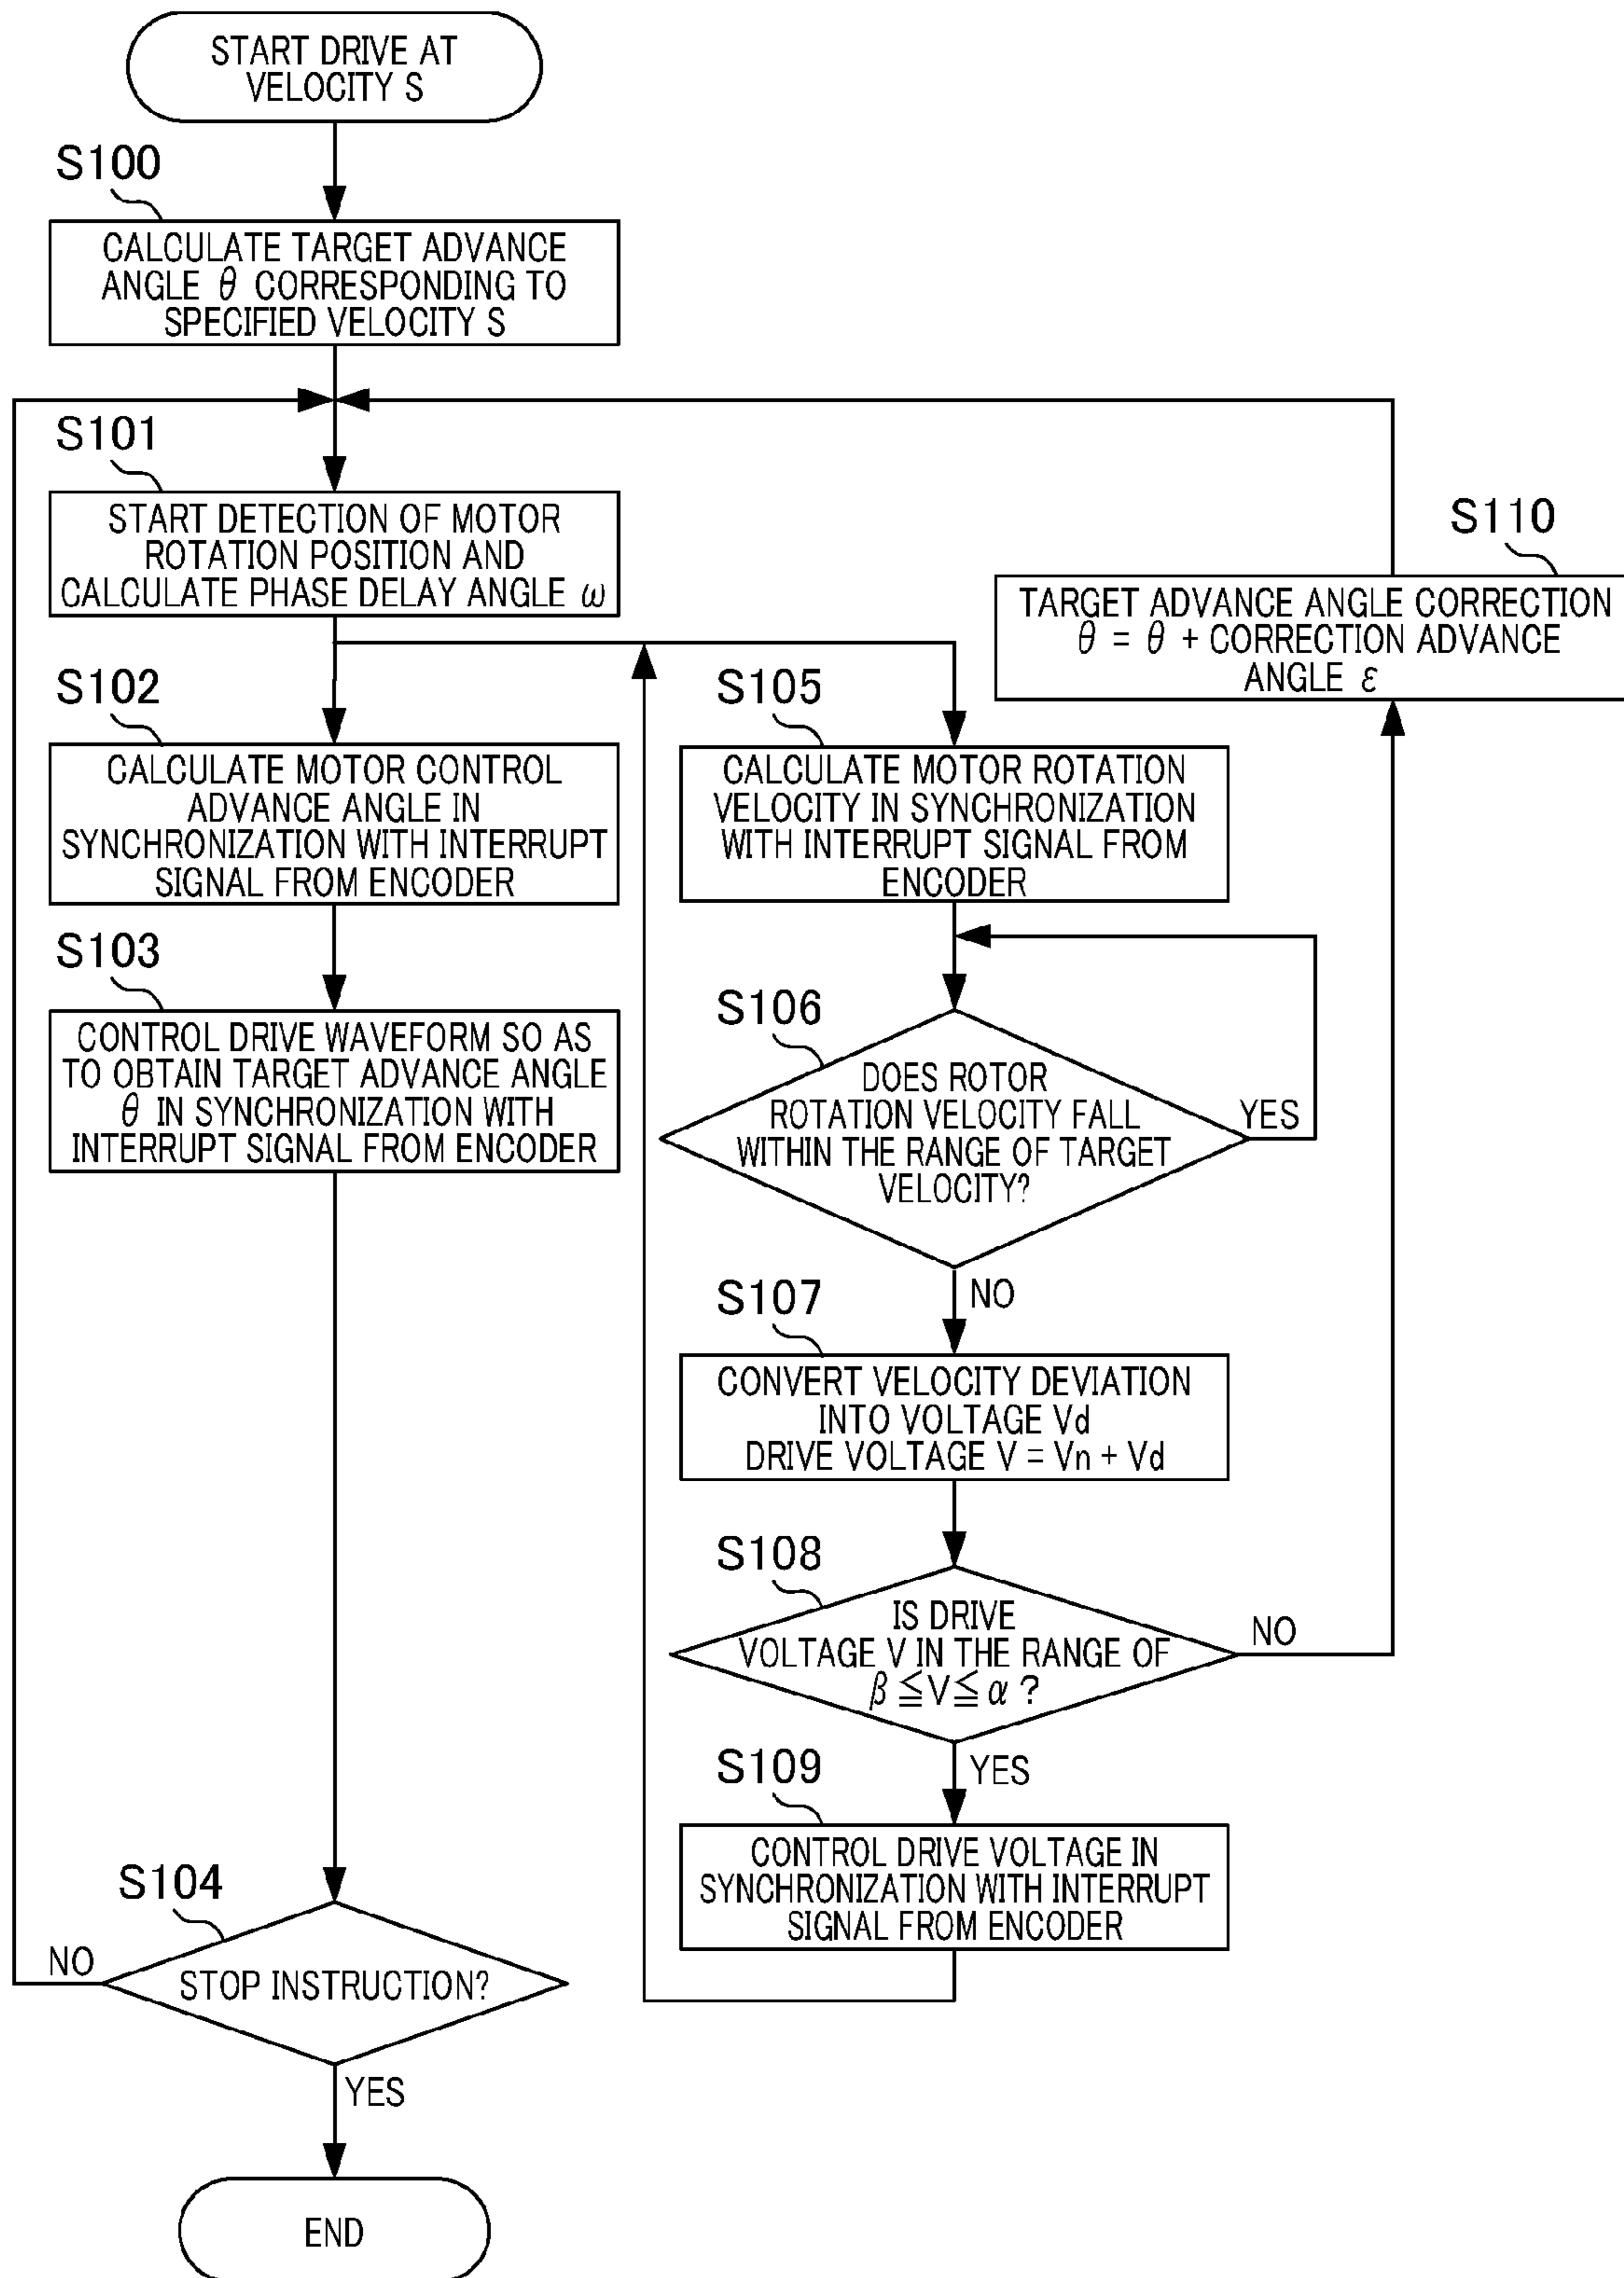 START DRIVE AT
VELOCITY S
S100
CALCULATE TARGET ADVANCE
ANGLE θ CORRESPONDING TO
SPECIFIED VELOCITY S
S101
START DETECTION OF MOTOR
ROTATION POSITION AND
CALCULATE PHASE DELAY ANGLE ω
S102
CALCULATE MOTOR CONTROL
ADVANCE ANGLE IN
SYNCHRONIZATION WITH INTERRUPT
SIGNAL FROM ENCODER
S103
CONTROL DRIVE WAVEFORM SO AS
TO OBTAIN TARGET ADVANCE ANGLE
θ IN SYNCHRONIZATION WITH
INTERRUPT SIGNAL FROM ENCODER
S104
STOP INSTRUCTION?
NO
YES
END
S105
CALCULATE MOTOR ROTATION
VELOCITY IN SYNCHRONIZATION
WITH INTERRUPT SIGNAL FROM
ENCODER
S106
DOES ROTOR
ROTATION VELOCITY FALL
WITHIN THE RANGE OF TARGET
VELOCITY?
YES
NO
S107
CONVERT VELOCITY DEVIATION
INTO VOLTAGE Vd
DRIVE VOLTAGE V = Vn + Vd
S108
IS DRIVE
VOLTAGE V IN THE RANGE OF
β ≦ V ≦ α ?
NO
YES
S109
CONTROL DRIVE VOLTAGE IN
SYNCHRONIZATION WITH INTERRUPT
SIGNAL FROM ENCODER
S110
TARGET ADVANCE ANGLE CORRECTION
θ = θ + CORRECTION ADVANCE
ANGLE ε